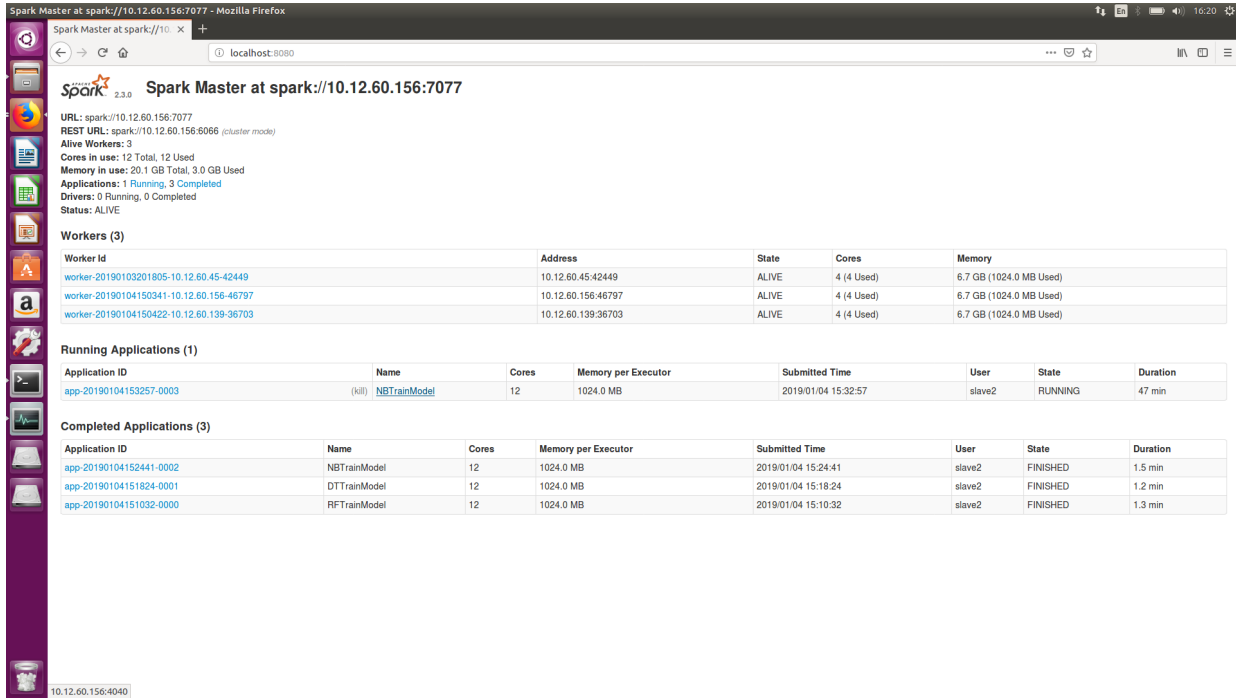 Spark Master at spark://10.12.60.156:7077 - Mozilla Firefox
En
16:20
Spark Master at spark://10.
localhost:8080
APACHE
Spark 2.3.0 Spark Master at spark://10.12.60.156:7077
URL: spark://10.12.60.156:7077
REST URL: spark://10.12.60.156:6066 (cluster mode)
Alive Workers: 3
Cores in use: 12 Total, 12 Used
Memory in use: 20.1 GB Total, 3.0 GB Used
Applications: 1 Running, 3 Completed
Drivers: 0 Running, 0 Completed
Status: ALIVE
Workers (3)
Worker Id Address State Cores Memory
worker-20190103201805-10.12.60.45-42449 10.12.60.45:42449 ALIVE 4 (4 Used) 6.7 GB (1024.0 MB Used)
worker-20190104150341-10.12.60.156-46797 10.12.60.156:46797 ALIVE 4 (4 Used) 6.7 GB (1024.0 MB Used)
worker-20190104150422-10.12.60.139-36703 10.12.60.139:36703 ALIVE 4 (4 Used) 6.7 GB (1024.0 MB Used)
Running Applications (1)
Application ID Name Cores Memory per Executor Submitted Time User State Duration
app-20190104153257-0003 (kill) NBTrainModel 12 1024.0 MB 2019/01/04 15:32:57 slave2 RUNNING 47 min
Completed Applications (3)
Application ID Name Cores Memory per Executor Submitted Time User State Duration
app-20190104152441-0002 NBTrainModel 12 1024.0 MB 2019/01/04 15:24:41 slave2 FINISHED 1.5 min
app-20190104151824-0001 DTTrainModel 12 1024.0 MB 2019/01/04 15:18:24 slave2 FINISHED 1.2 min
app-20190104151032-0000 RFTrainModel 12 1024.0 MB 2019/01/04 15:10:32 slave2 FINISHED 1.3 min
10.12.60.156:4040